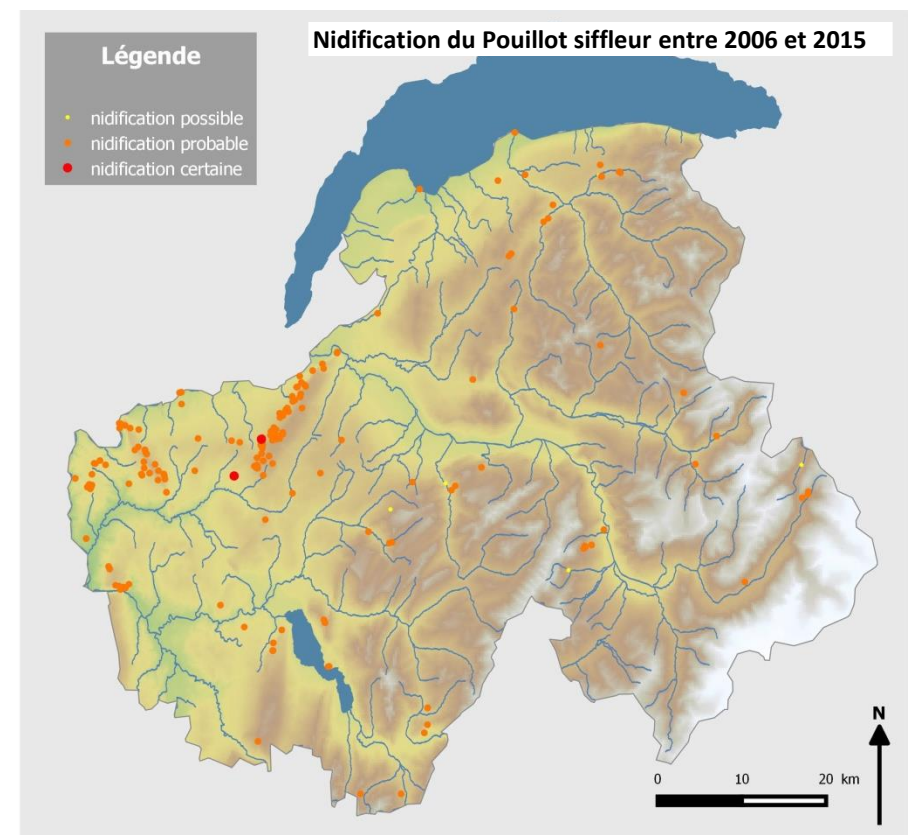 Nidification du Pouillot siffleur entre 2006 et 2015
Légende
nidification possible
nidification probable
nidification certaine
N
0 10 20 km